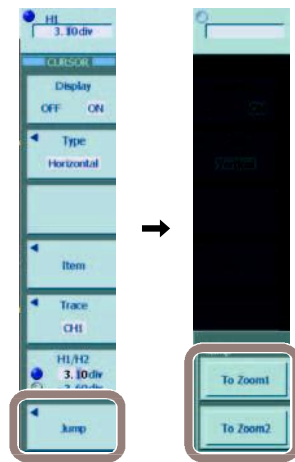 H1
3.10div
CURSOR
Display
OFF ON
Type
Horizontal
Item
Trace
CH1
H1/H2
3.10div
Jump
To Zoom1
To Zoom2